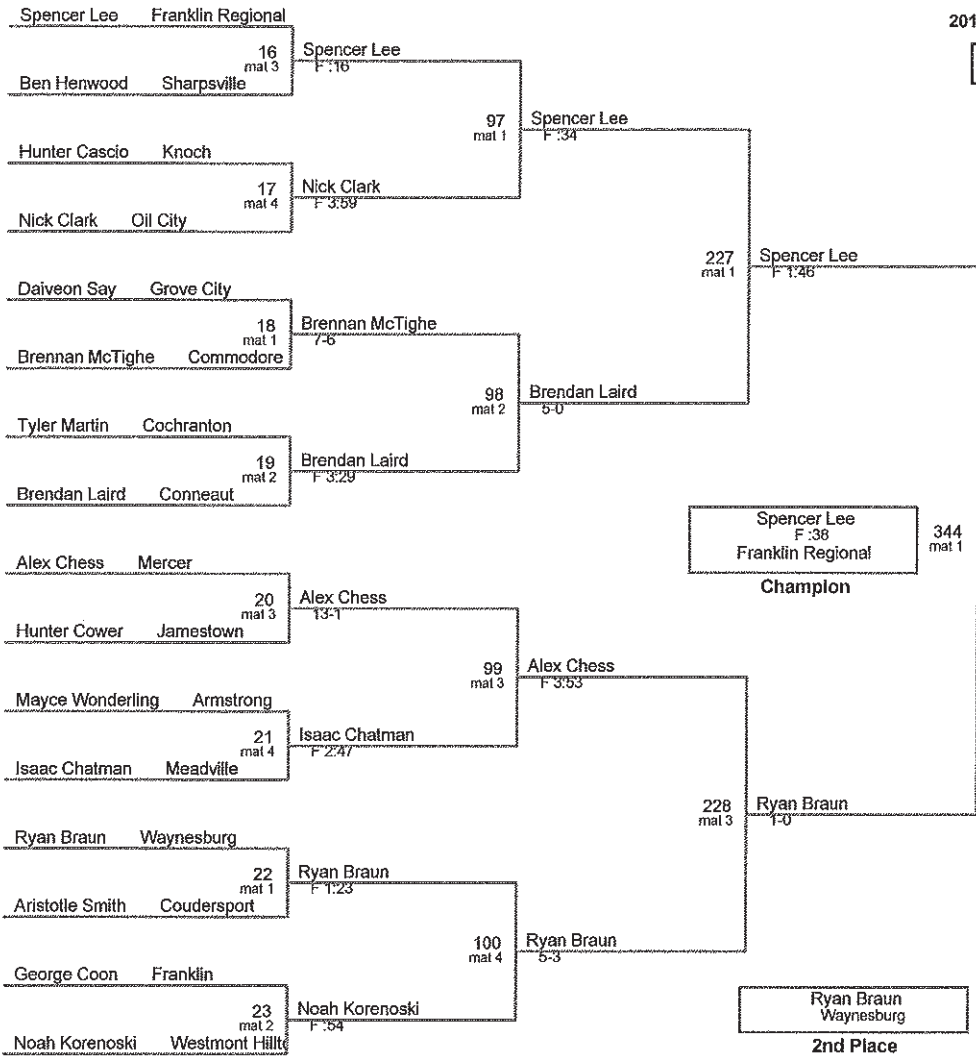 Spencer Lee Franklin Regional
201
16 Spencer Lee
mat 3 F :16
Ben Henwood Sharpsville
97 Spencer Lee
mat 1 F :34
Hunter Cascio Knoch
17 Nick Clark
mat 4 F 3:59
Nick Clark Oil City
227 Spencer Lee
mat 1 F 1:46
Daiveon Say Grove City
18 Brennan McTighe
mat 1 7-6
Brennan McTighe Commodore
98 Brendan Laird
mat 2 5-0
Tyler Martin Cochranton
19 Brendan Laird
mat 2 F 3:29
Brendan Laird Conneaut
Spencer Lee
F :38
Franklin Regional
344
mat 1
Champion
Alex Chess Mercer
20 Alex Chess
mat 3 13-1
Hunter Cower Jamestown
99 Alex Chess
mat 3 F 3:53
Mayce Wonderling Armstrong
21 Isaac Chatman
mat 4 F 2:47
Isaac Chatman Meadville
228 Ryan Braun
mat 3 1-0
Ryan Braun Waynesburg
22 Ryan Braun
mat 1 F 1:23
Aristotle Smith Coudersport
100 Ryan Braun
mat 4 5-3
George Coon Franklin
23 Noah Korenoski
mat 2 F :54
Noah Korenoski Westmont Hillto
Ryan Braun
Waynesburg
2nd Place